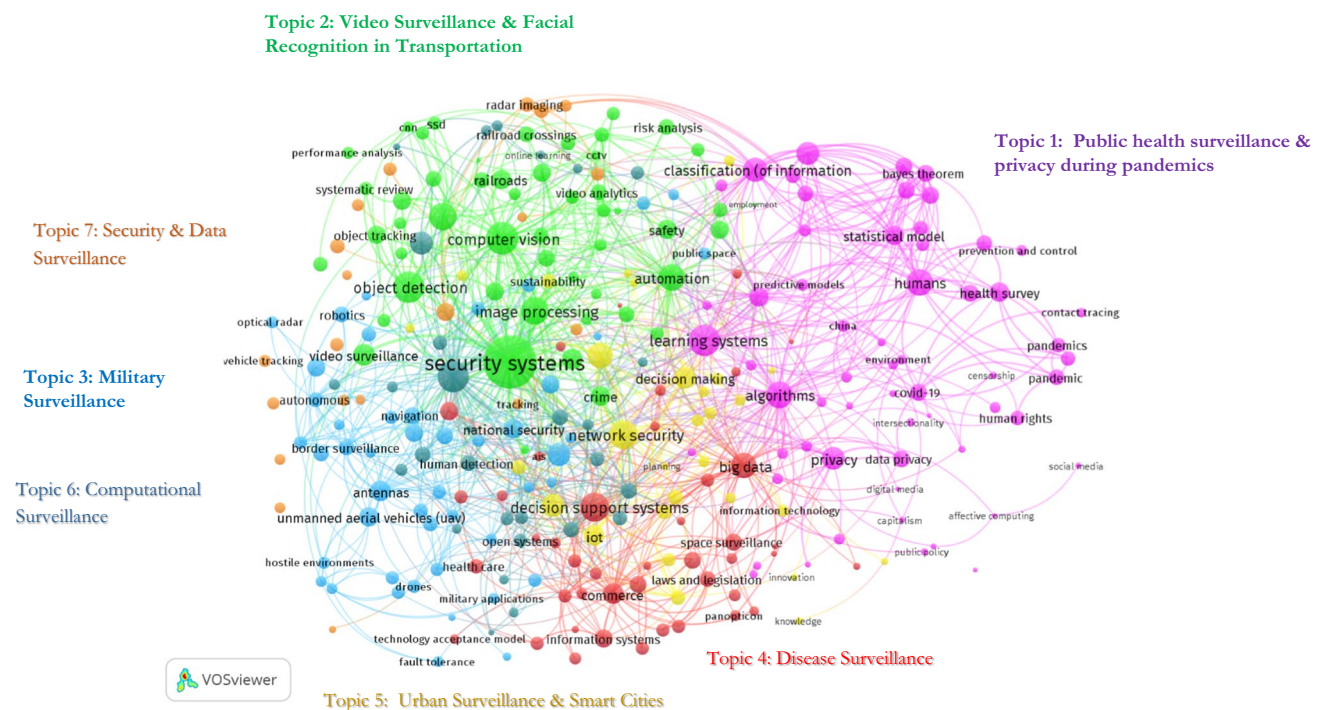 Topic 2: Video Surveillance & Facial
Recognition in Transportation
radar imaging
cnn
ssd
railroad crossings
risk analysis
Topic 1: Public health surveillance &
privacy during pandemics
performance analysis
online learning
cctv
classification (of information
bayes theorem
systematic review
railroads
video analytics
employment
Topic 7: Security & Data
Surveillance
object tracking
computer vision
safety
statistical model
public space
prevention and control
object detection
sustainability
automation
predictive models
humans
health survey
optical radar
robotics
image processing
china
contact tracing
vehicle tracking
video surveillance
security systems
learning systems
environment
pandemics
Topic 3: Military
Surveillance
decision making
censorship
pandemic
autonomous
tracking
crime
algorithms
covid-19
navigation
national security
network security
intersectionality
human rights
border surveillance
human detection
ais
planning
big data
privacy
data privacy
social media
Topic 6: Computational
Surveillance
antennas
digital media
unmanned aerial vehicles (uav)
decision support systems
information technology
capitalism
affective computing
open systems
iot
space surveillance
public policy
hostile environments
health care
laws and legislation
innovation
drones
military applications
commerce
panopticon
knowledge
technology acceptance model
information systems
fault tolerance
Topic 4: Disease Surveillance
VOSviewer
Topic 5: Urban Surveillance & Smart Cities